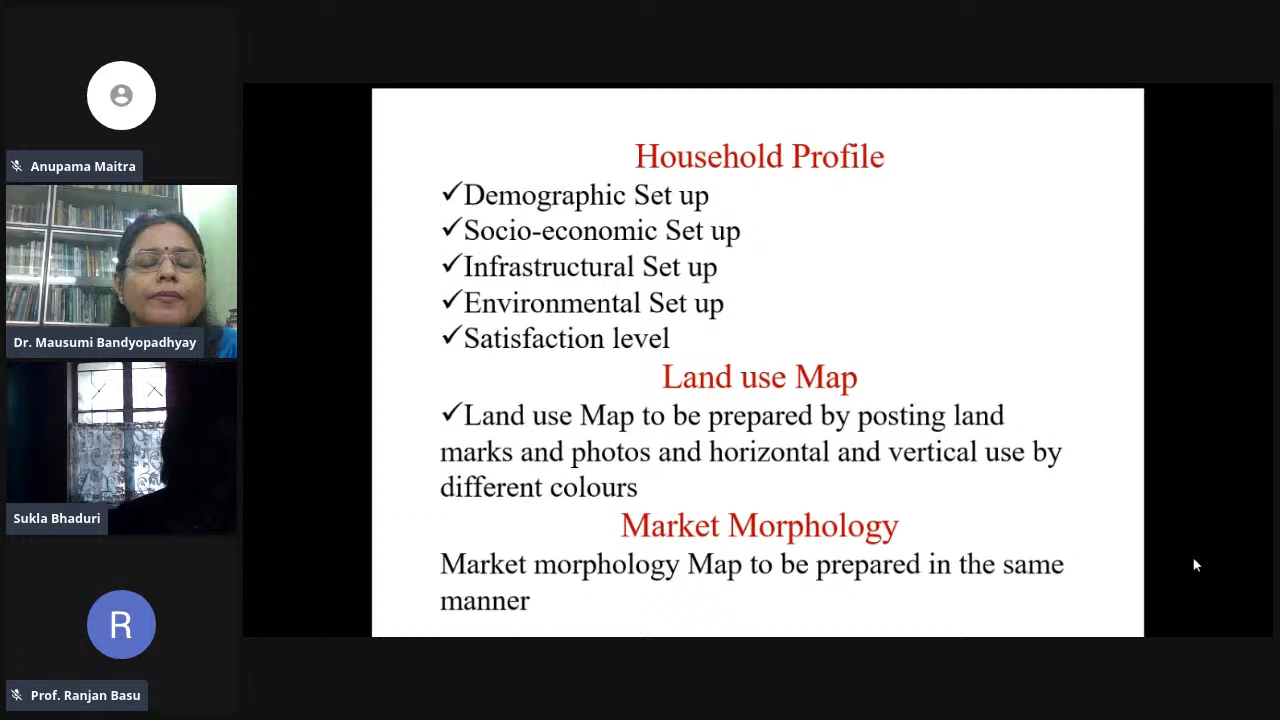 Anupama Maitra
Dr. Mausumi Bandyopadhyay
Sukla Bhaduri
R
Prof. Ranjan Basu
Household Profile
✓Demographic Set up
✓Socio-economic Set up
✓Infrastructural Set up
✓Environmental Set up
✓Satisfaction level
Land use Map
✓Land use Map to be prepared by posting land
marks and photos and horizontal and vertical use by
different colours
Market Morphology
Market morphology Map to be prepared in the same
manner